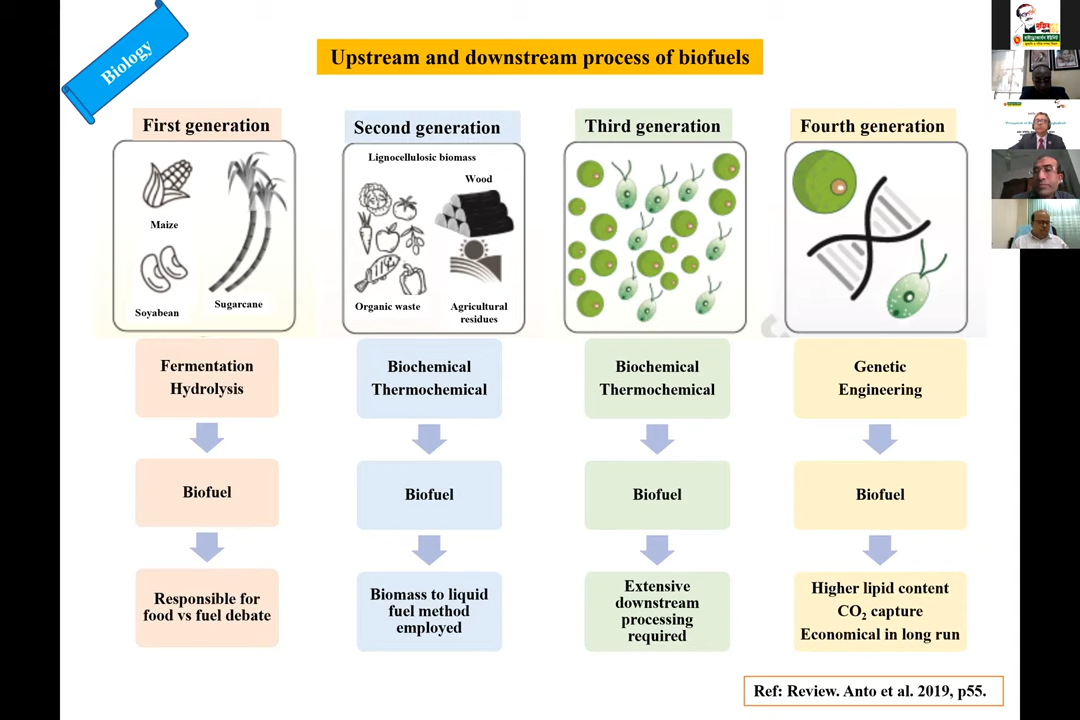 Biology
Upstream and downstream process of biofuels
First generation
Maize
Soyabean
Sugarcane
Fermentation
Hydrolysis
Biofuel
Responsible for
food vs fuel debate
Second generation
Lignocellulosic biomass
Wood
Organic waste
Agricultural
residues
Biochemical
Thermochemical
Biofuel
Biomass to liquid
fuel method
employed
Third generation
Biochemical
Thermochemical
Biofuel
Extensive
downstream
processing
required
Fourth generation
Genetic
Engineering
Biofuel
Higher lipid content
CO₂ capture
Economical in long run
Ref: Review. Anto et al. 2019, p55.